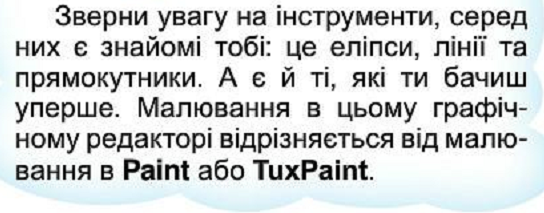 Зверни увагу на інструменти, серед
них є знайомі тобі: це еліпси, лінії та
прямокутники. А є й ті, які ти бачиш
уперше. Малювання в цьому графіч-
ному редакторі відрізняється від малю-
вання в Paint або TuxPaint.